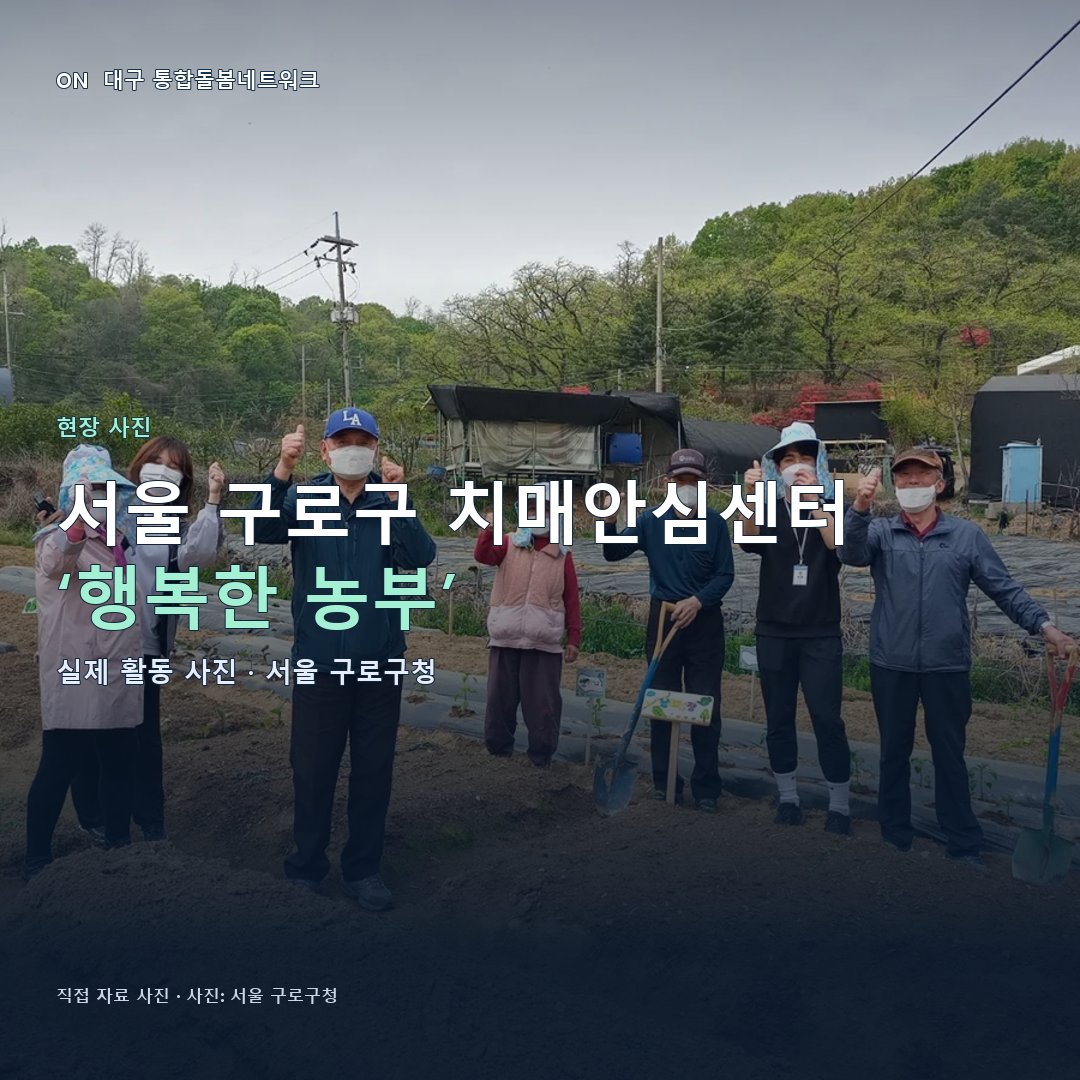 ON 대구 통합돌봄네트워크
현장 사진
LA
서울 구로구 치매안심센터
‘행복한 농부’
실제 활동 사진 · 서울 구로구청
직접 자료 사진 · 사진: 서울 구로구청